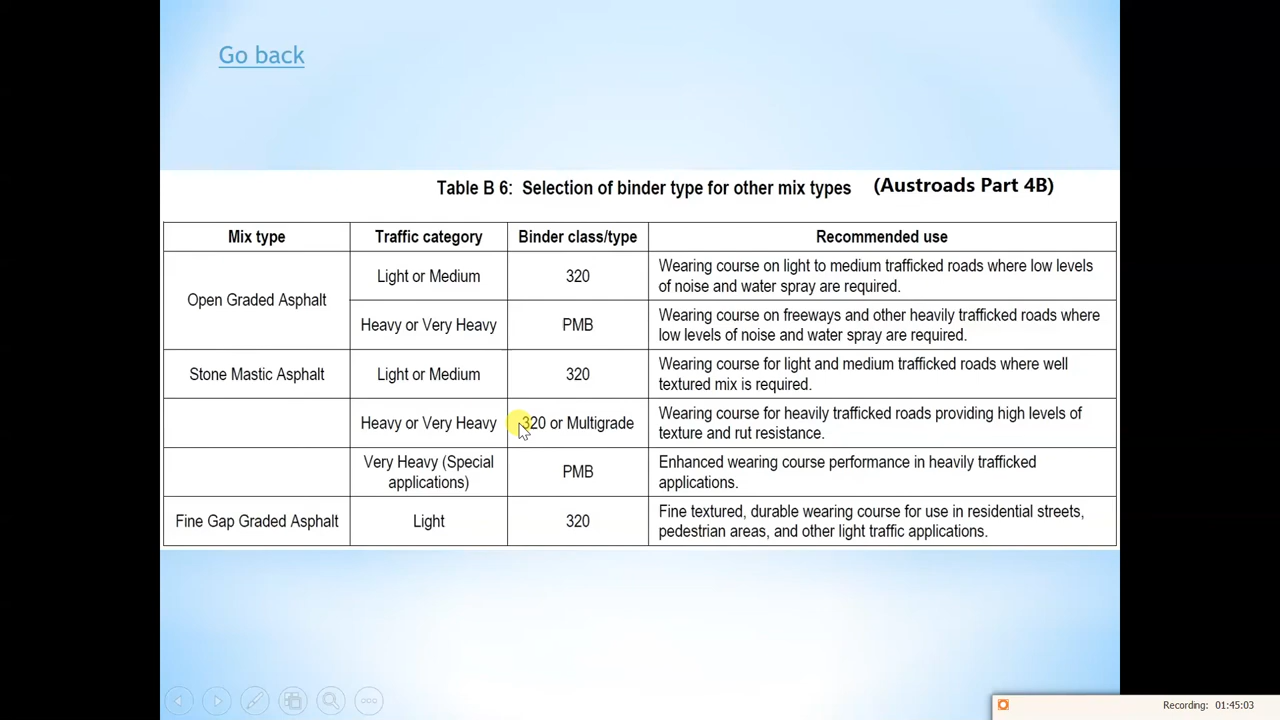 Go back
Table B 6: Selection of binder type for other mix types (Austroads Part 4B)
Mix type Traffic category Binder class/type Recommended use
Open Graded Asphalt
Light or Medium 320
Wearing course on light to medium trafficked roads where low levels
of noise and water spray are required.
Heavy or Very Heavy PMB
Wearing course on freeways and other heavily trafficked roads where
low levels of noise and water spray are required.
Stone Mastic Asphalt Light or Medium 320
Wearing course for light and medium trafficked roads where well
textured mix is required.
Heavy or Very Heavy 320 or Multigrade
Wearing course for heavily trafficked roads providing high levels of
texture and rut resistance.
Very Heavy (Special
applications)
PMB
Enhanced wearing course performance in heavily trafficked
applications.
Fine Gap Graded Asphalt Light 320
Fine textured, durable wearing course for use in residential streets,
pedestrian areas, and other light traffic applications.
Recording: 01:45:03